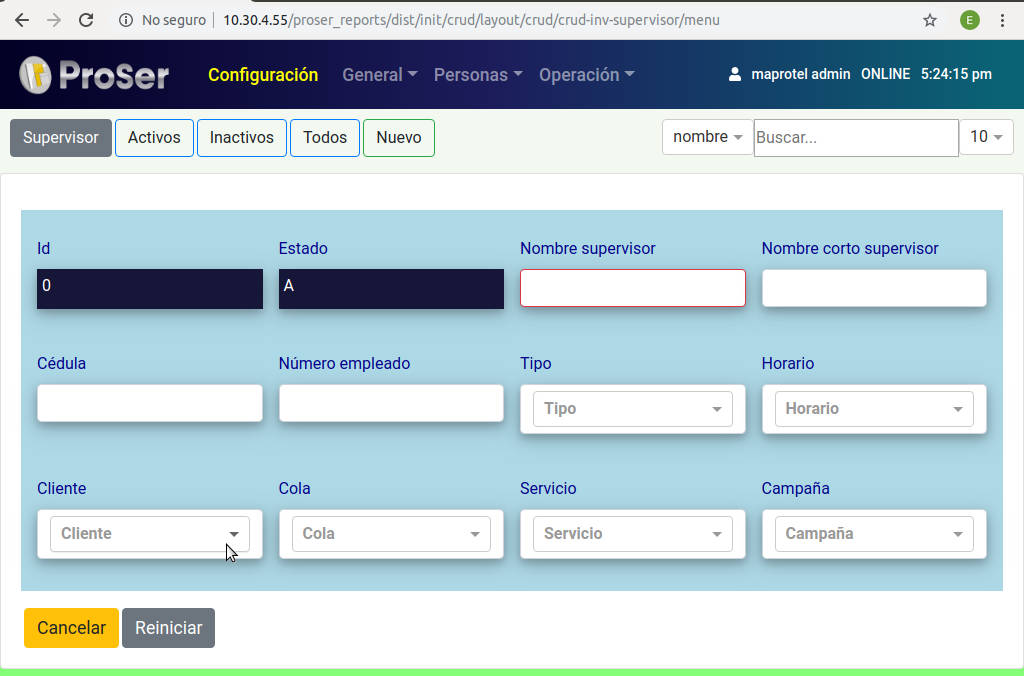 No seguro 10.30.4.55/proser_reports/dist/init/crud/layout/crud/crud-inv-supervisor/menu E
ProSer Configuración General Personas Operación maprotel admin ONLINE 5:24:15 pm
Supervisor Activos Inactivos Todos Nuevo nombre Buscar... 10
Id Estado Nombre supervisor Nombre corto supervisor
0 A
Cédula Número empleado Tipo Horario
Tipo Horario
Cliente Cola Servicio Campaña
Cliente Cola Servicio Campaña
Cancelar Reiniciar